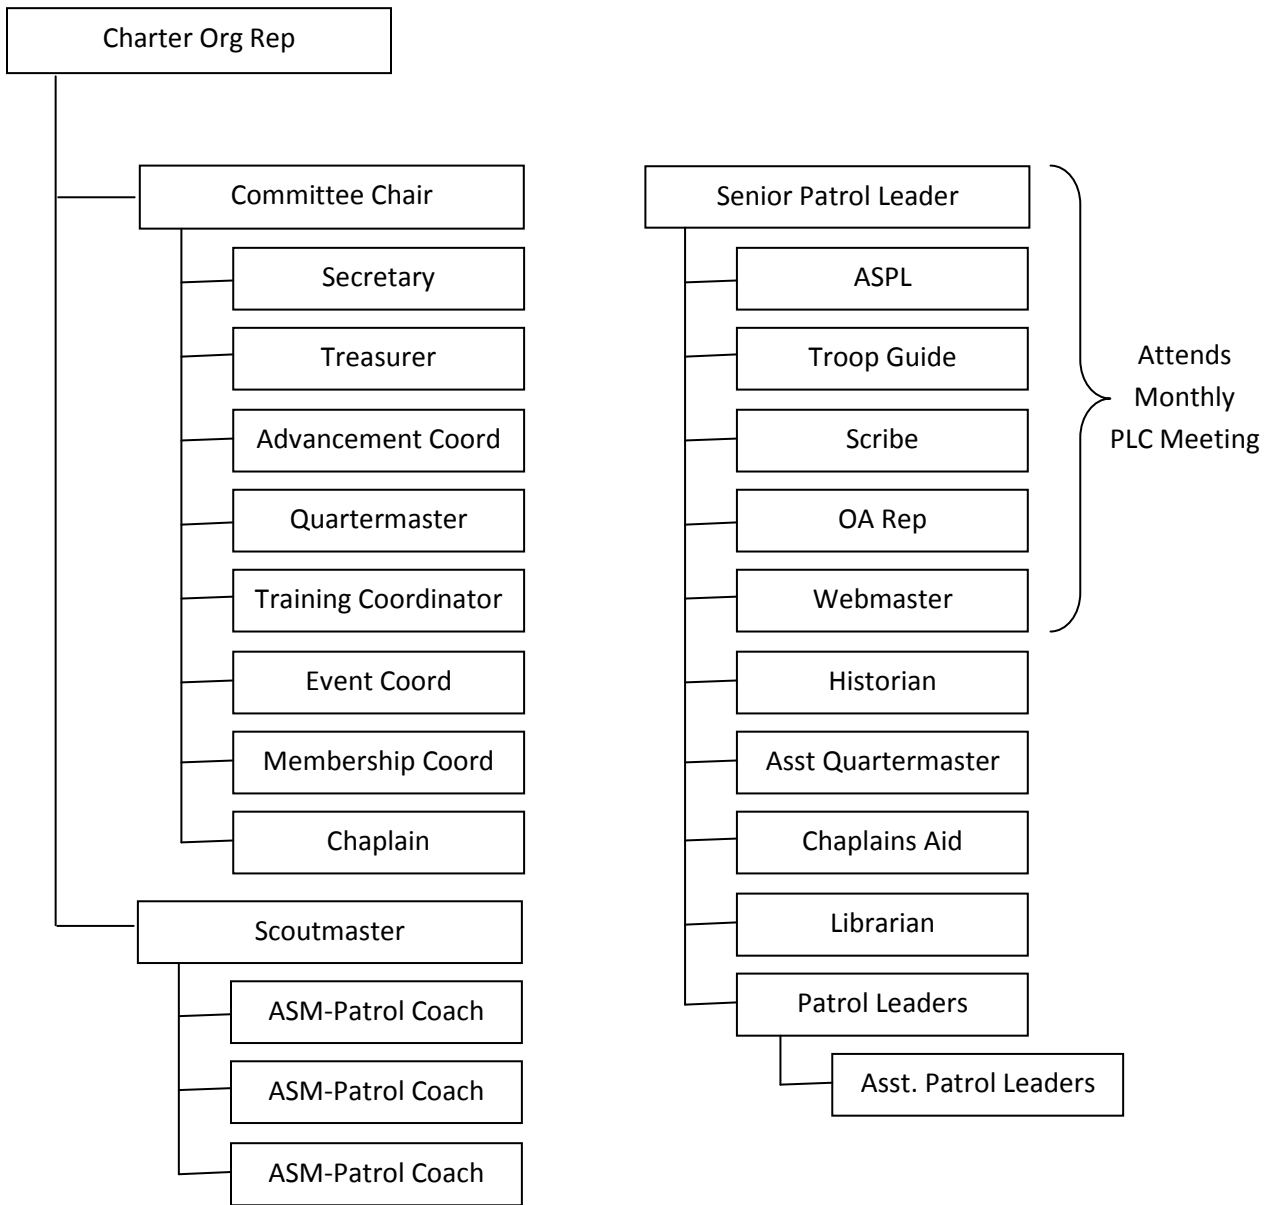 Charter Org Rep
Committee Chair
Secretary
Treasurer
Advancement Coord
Quartermaster
Training Coordinator
Event Coord
Membership Coord
Chaplain
Scoutmaster
ASM-Patrol Coach
ASM-Patrol Coach
ASM-Patrol Coach
Senior Patrol Leader
ASPL
Troop Guide
Scribe
OA Rep
Webmaster
Historian
Asst Quartermaster
Chaplains Aid
Librarian
Patrol Leaders
Asst. Patrol Leaders
Attends
Monthly
PLC Meeting